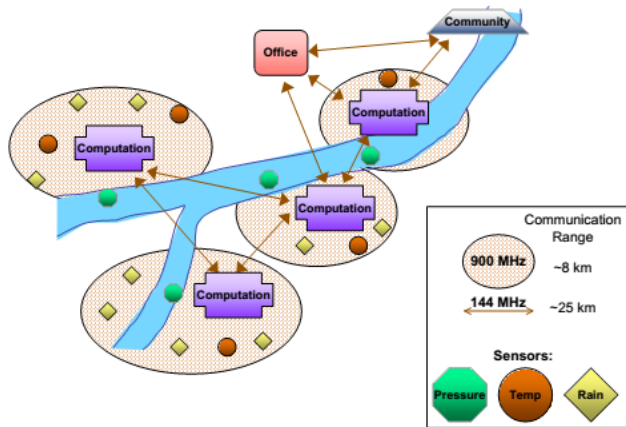 Community
Office
Computation
Computation
Computation
Computation
Communication
Range
900 MHz
~8 km
144 MHz
~25 km
Sensors:
Pressure
Temp
Rain